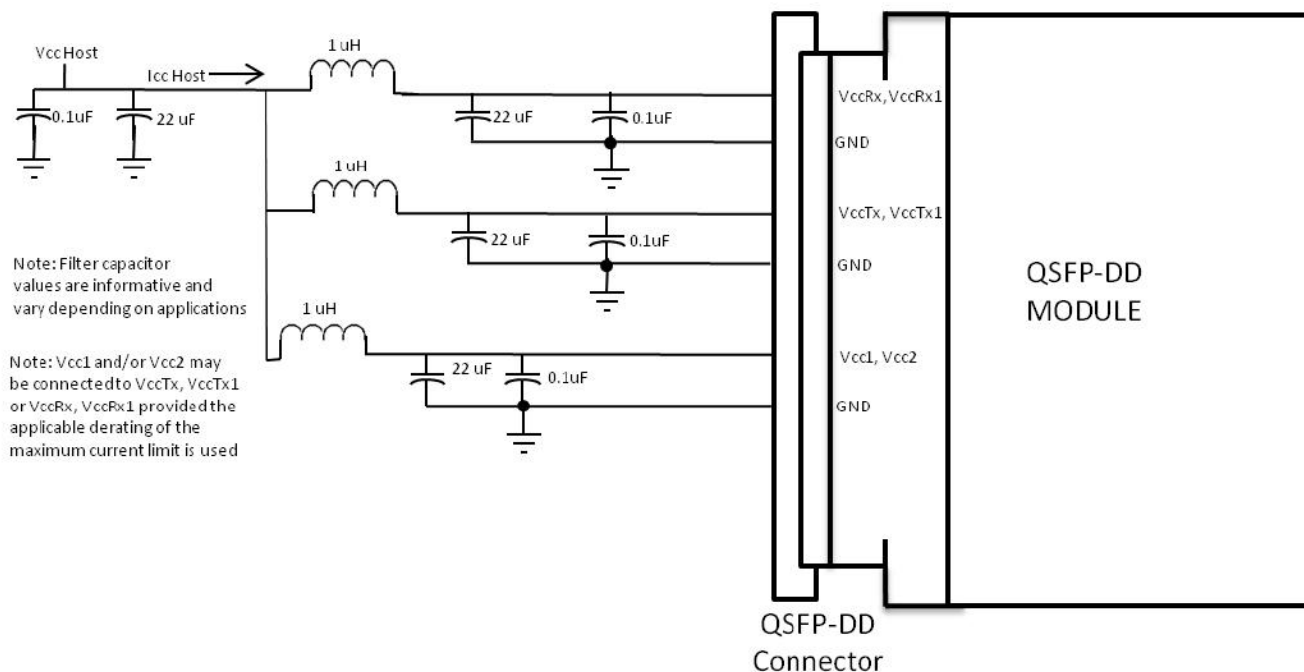 1 uH
Vcc Host
Icc Host
0.1uF
22 uF
22 uF
0.1uF
VccRx, VccRx1
GND
1 uH
22 uF
0.1uF
VccTx, VccTx1
GND
Note: Filter capacitor
values are informative and
vary depending on applications
QSFP-DD
MODULE
1 uH
Note: Vcc1 and/or Vcc2 may
be connected to VccTx, VccTx1
or VccRx, VccRx1 provided the
applicable derating of the
maximum current limit is used
22 uF
0.1uF
Vcc1, Vcc2
GND
QSFP-DD
Connector